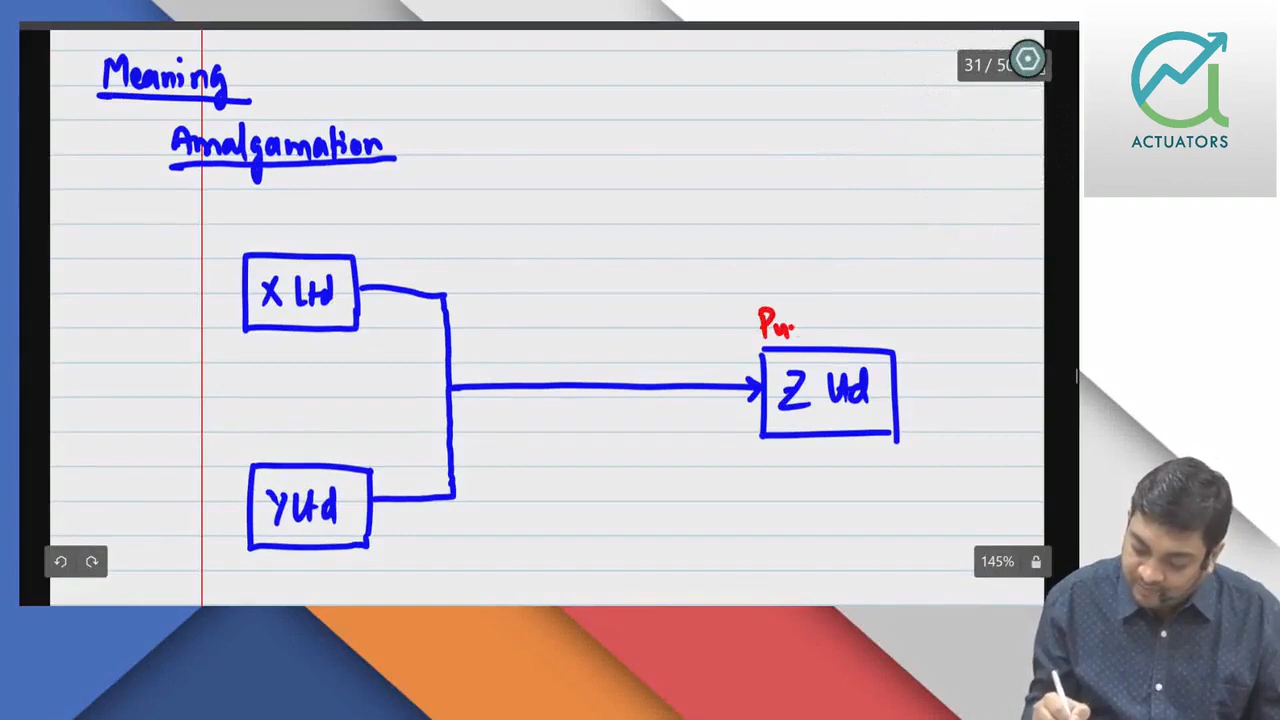 Meaning
Amalgamation
31 / 50
ACTUATORS
X Ltd
Z Ltd
Y Ltd
145%